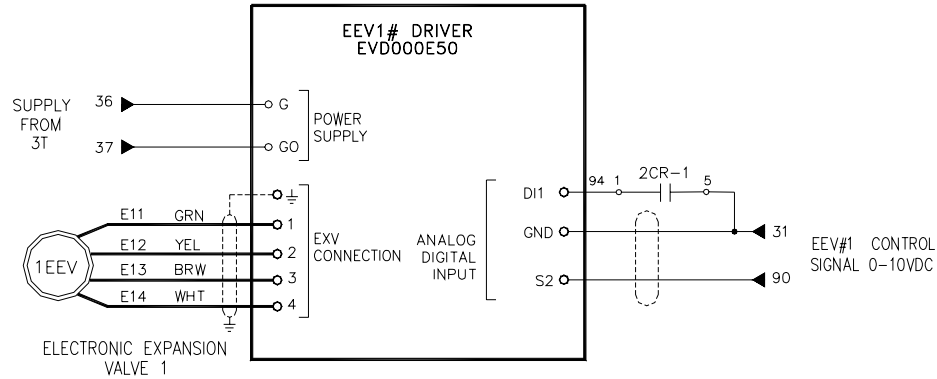 EEV1# DRIVER
EVD000E50
SUPPLY
FROM
3T
36
37
G
G0
POWER
SUPPLY
E11 GRN
E12 YEL
E13 BRW
E14 WHT
1EEV
1
2
3
4
EXV
CONNECTION
ELECTRONIC EXPANSION
VALVE 1
ANALOG
DIGITAL
INPUT
DI1
GND
S2
94 1 2CR-1 5
31
90
EEV#1 CONTROL
SIGNAL 0-10VDC